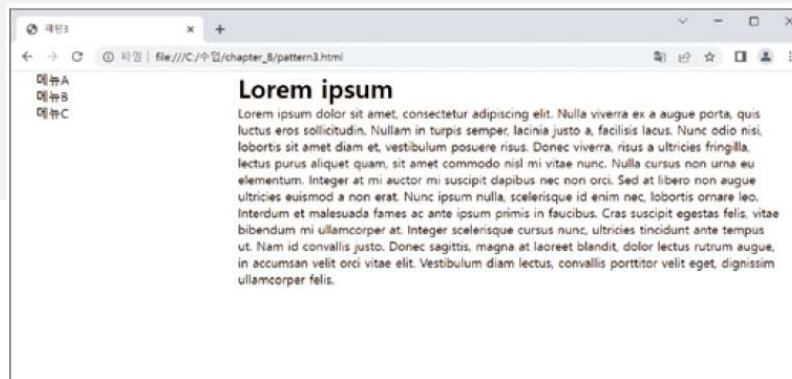 패턴3
파일 | file:///C:/수업/chapter_8/pattern3.html
메뉴A
메뉴B
메뉴C
Lorem ipsum
Lorem ipsum dolor sit amet, consectetur adipiscing elit. Nulla viverra ex a augue porta, quis
luctus eros sollicitudin. Nullam in turpis semper, lacinia justo a, facilisis lacus. Nunc odio nisi,
lobortis sit amet diam et, vestibulum posuere risus. Donec viverra, risus a ultricies fringilla,
lectus purus aliquet quam, sit amet commodo nisl mi vitae nunc. Nulla cursus non urna eu
elementum. Integer at mi auctor mi suscipit dapibus nec non orci. Sed at libero non augue
ultricies euismod a non erat. Nunc ipsum nulla, scelerisque id enim nec, lobortis ornare leo.
Interdum et malesuada fames ac ante ipsum primis in faucibus. Cras suscipit egestas felis, vitae
bibendum mi ullamcorper at. Integer scelerisque cursus nunc, ultricies tincidunt ante tempus
ut. Nam id convallis justo. Donec sagittis, magna at laoreet blandit, dolor lectus rutrum augue,
in accumsan velit orci vitae elit. Vestibulum diam lectus, convallis porttitor velit eget, dignissim
ullamcorper felis.